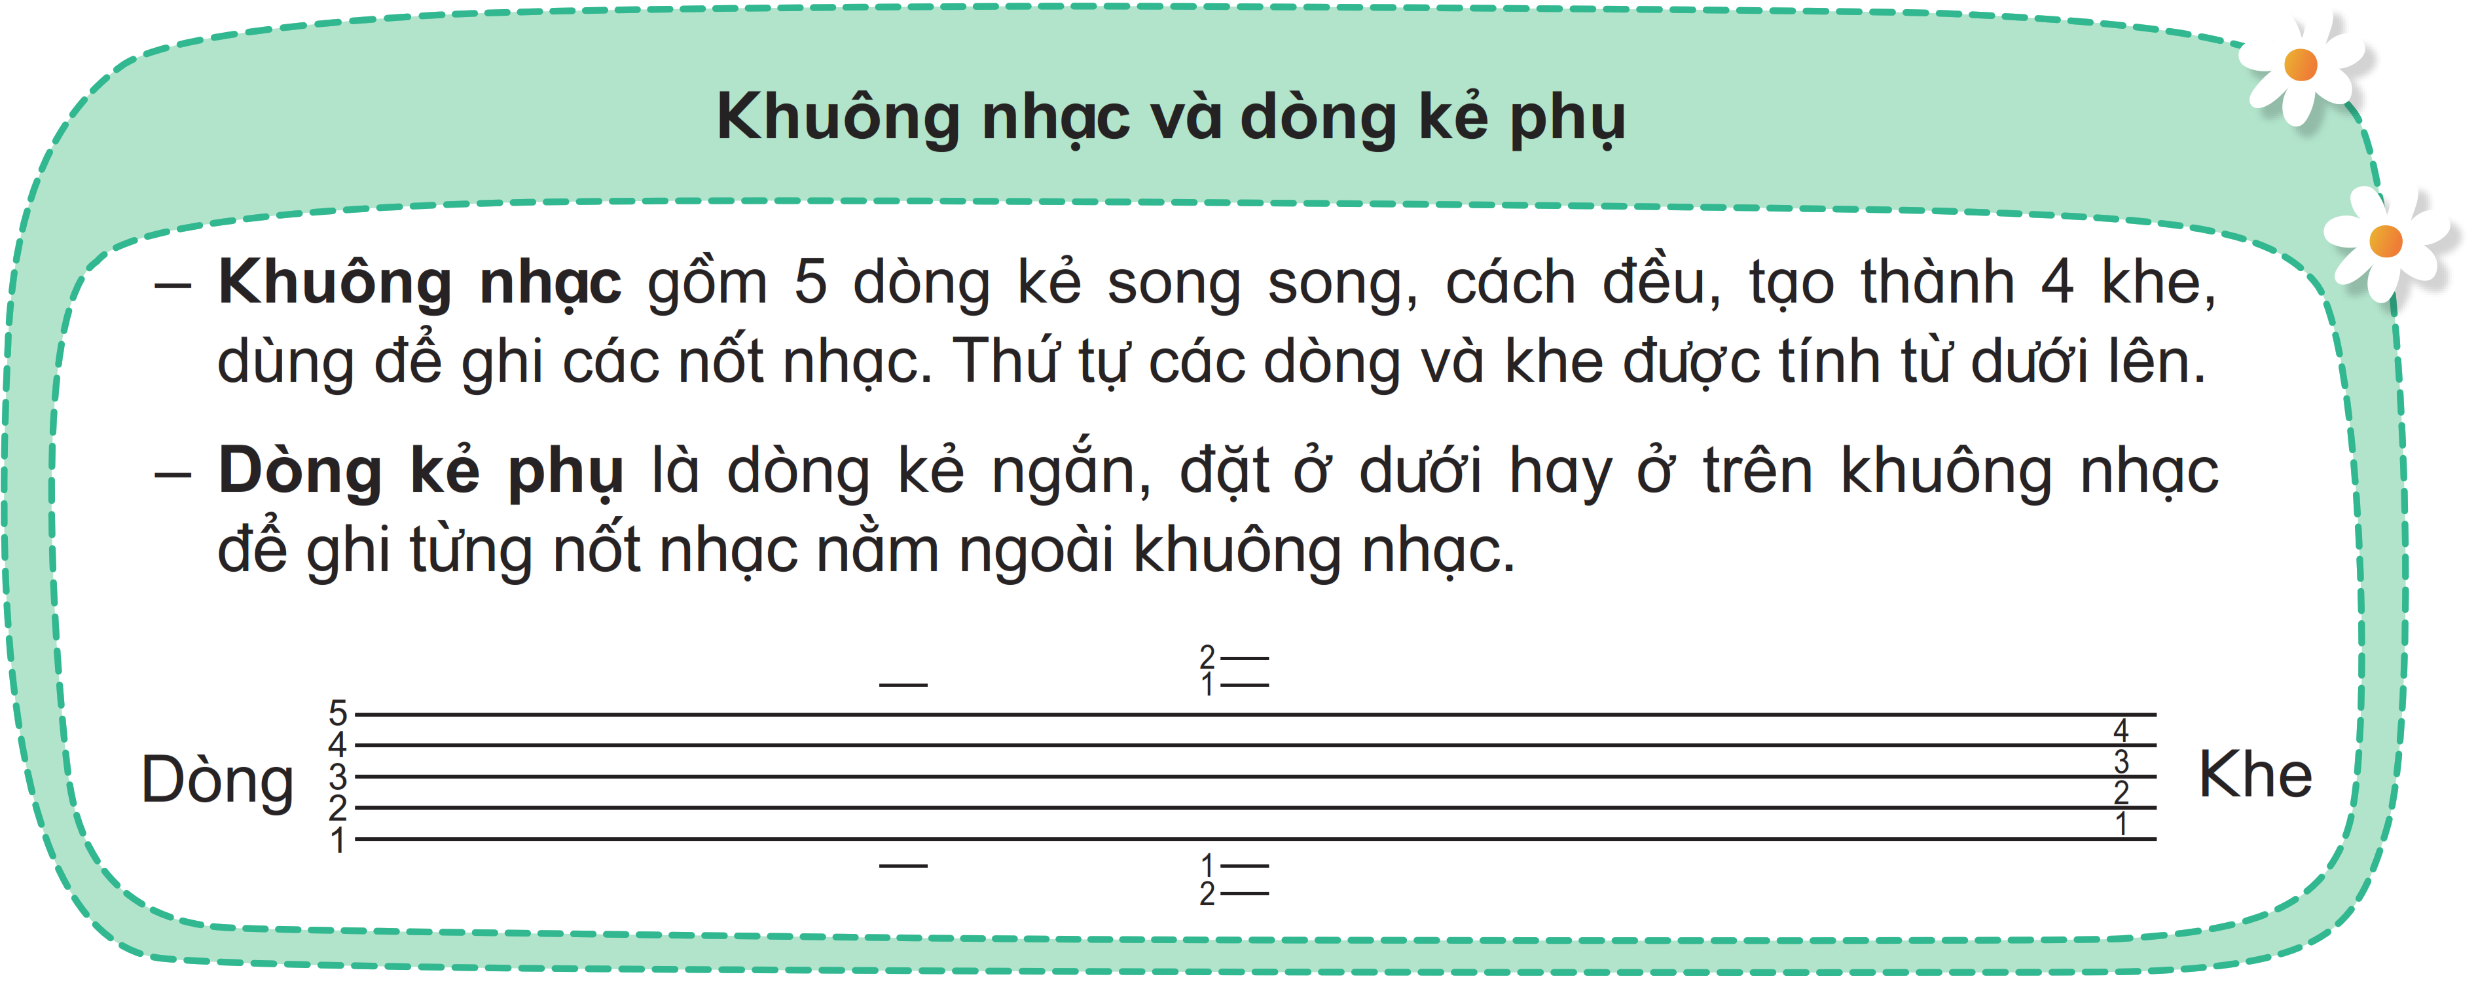 Khuông nhạc và dòng kẻ phụ
– Khuông nhạc gồm 5 dòng kẻ song song, cách đều, tạo thành 4 khe,
dùng để ghi các nốt nhạc. Thứ tự các dòng và khe được tính từ dưới lên.
– Dòng kẻ phụ là dòng kẻ ngắn, đặt ở dưới hay ở trên khuông nhạc
để ghi từng nốt nhạc nằm ngoài khuông nhạc.
2
1
5
4
4
3
Dòng
3
Khe
2
2
1
1
1
2